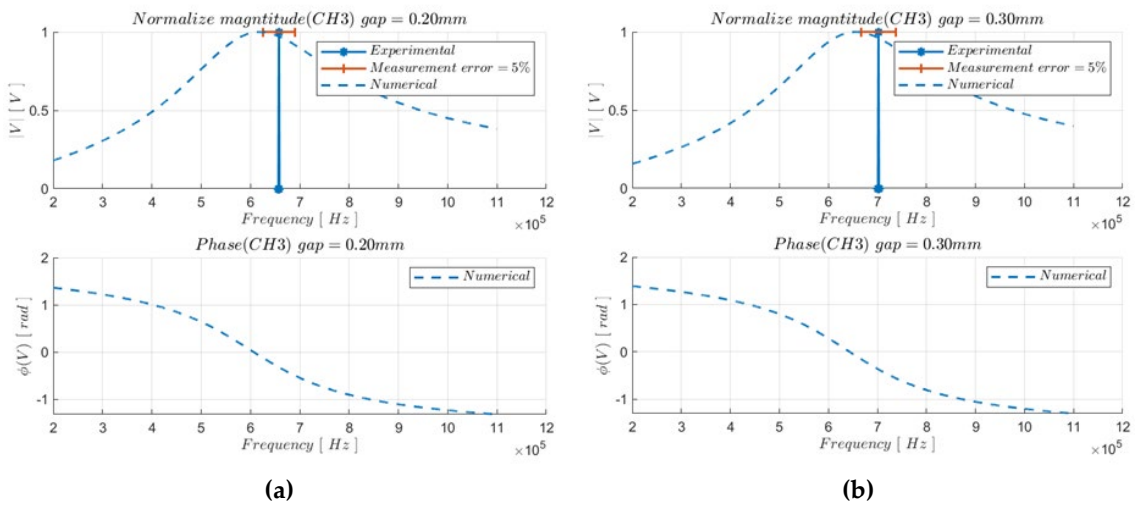 Normalize magntitude(CH3) gap = 0.20mm
1
0.5
0
|V| [ V ]
Experimental
Measurement error = 5%
Numerical
2 3 4 5 6 7 8 9 10 11 12
Frequency [ Hz ]
×10^5
Phase(CH3) gap = 0.20mm
2
1
0
-1
ϕ(V) [ rad ]
Numerical
2 3 4 5 6 7 8 9 10 11 12
Frequency [ Hz ]
×10^5
(a)
Normalize magntitude(CH3) gap = 0.30mm
1
0.5
0
|V| [ V ]
Experimental
Measurement error = 5%
Numerical
2 3 4 5 6 7 8 9 10 11 12
Frequency [ Hz ]
×10^5
Phase(CH3) gap = 0.30mm
2
1
0
-1
ϕ(V) [ rad ]
Numerical
2 3 4 5 6 7 8 9 10 11 12
Frequency [ Hz ]
×10^5
(b)